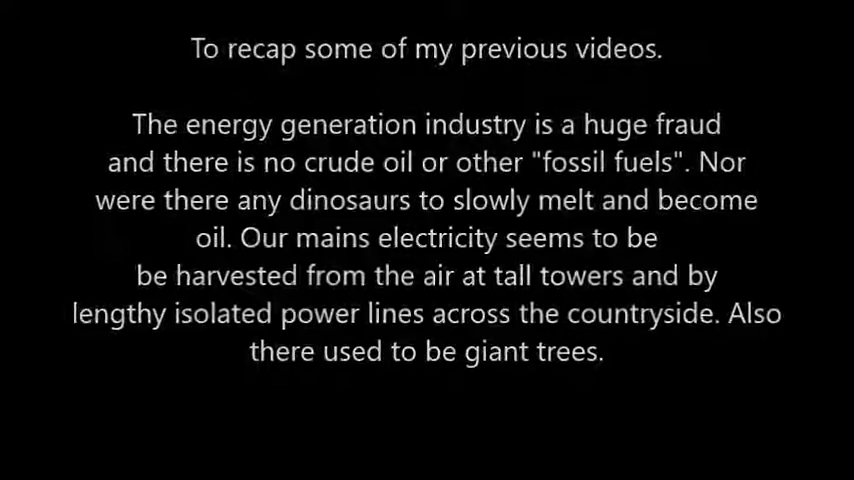 To recap some of my previous videos.
The energy generation industry is a huge fraud
and there is no crude oil or other "fossil fuels". Nor
were there any dinosaurs to slowly melt and become
oil. Our mains electricity seems to be
be harvested from the air at tall towers and by
lengthy isolated power lines across the countryside. Also
there used to be giant trees.